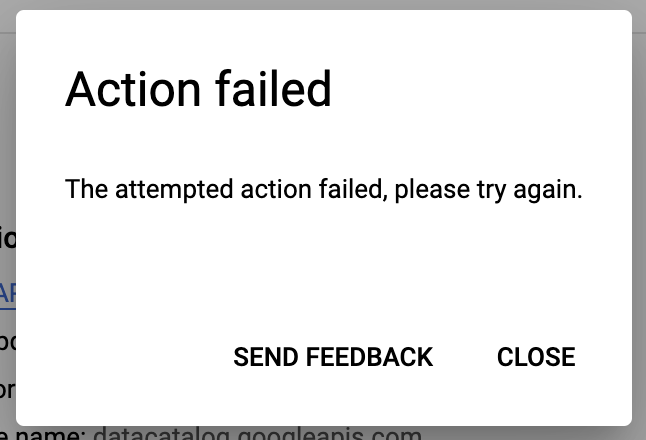 Action failed
The attempted action failed, please try again.
SEND FEEDBACK CLOSE
name: datacatalog.googleapis.com